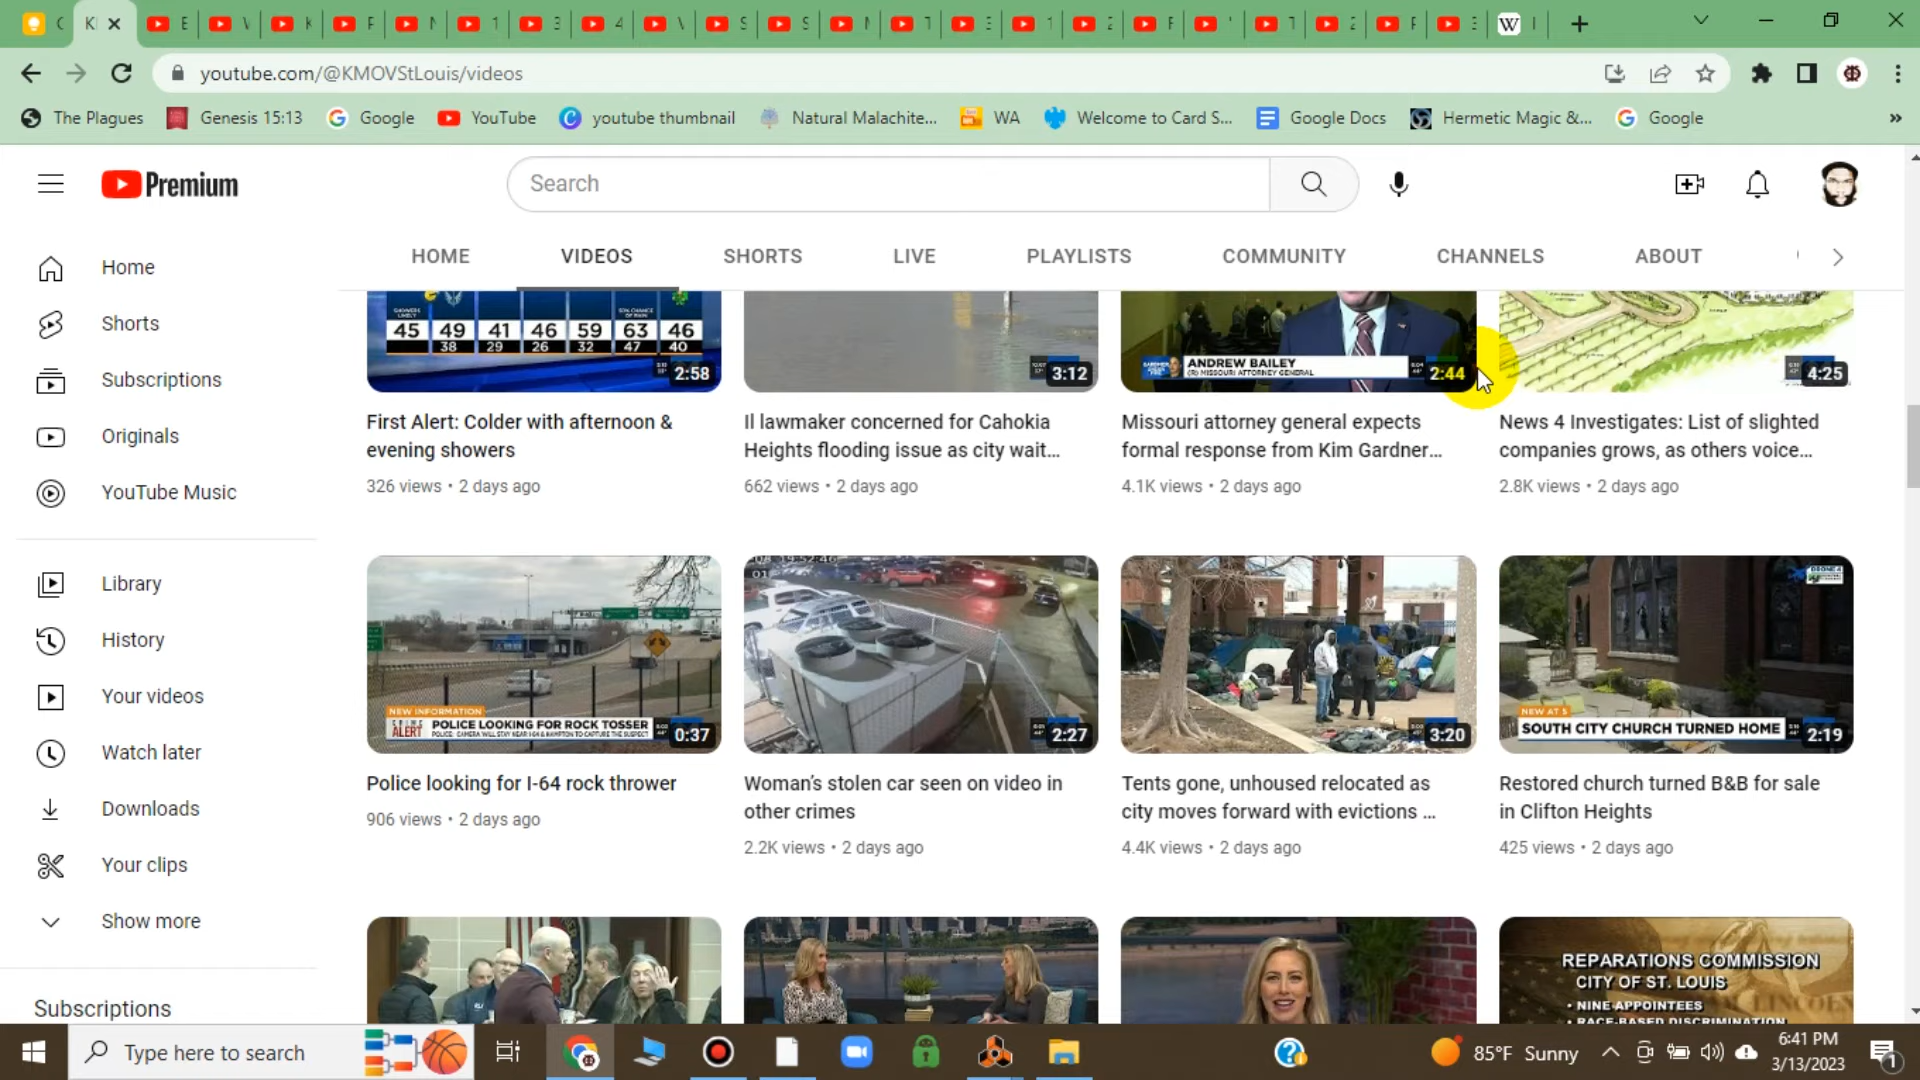 youtube.com/@KMOVStLouis/videos
The Plagues
Genesis 15:13
Google
YouTube
youtube thumbnail
Natural Malachite...
WA
Welcome to Card S...
Google Docs
Hermetic Magic &...
Google
Premium
Search
HOME
VIDEOS
SHORTS
LIVE
PLAYLISTS
COMMUNITY
CHANNELS
ABOUT
Home
Shorts
Subscriptions
Originals
YouTube Music
Library
History
Your videos
Watch later
Downloads
Your clips
Show more
Subscriptions
45 49 41 46 59 63 46
38 29 26 32 47 40
2:58
First Alert: Colder with afternoon &
evening showers
326 views • 2 days ago
3:12
Il lawmaker concerned for Cahokia
Heights flooding issue as city wait...
662 views • 2 days ago
ANDREW BAILEY
(R) MISSOURI ATTORNEY GENERAL
2:44
Missouri attorney general expects
formal response from Kim Gardner...
4.1K views • 2 days ago
4:25
News 4 Investigates: List of slighted
companies grows, as others voice...
2.8K views • 2 days ago
NEW INFORMATION
POLICE LOOKING FOR ROCK TOSSER
0:37
Police looking for I-64 rock thrower
906 views • 2 days ago
2:27
Woman's stolen car seen on video in
other crimes
2.2K views • 2 days ago
3:20
Tents gone, unhoused relocated as
city moves forward with evictions ...
4.4K views • 2 days ago
NEW AT 5
SOUTH CITY CHURCH TURNED HOME
2:19
Restored church turned B&B for sale
in Clifton Heights
425 views • 2 days ago
REPARATIONS COMMISSION
CITY OF ST. LOUIS
• NINE APPOINTEES
• RACE-BASED DISCRIMINATION
Type here to search
85°F Sunny
6:41 PM
3/13/2023
1